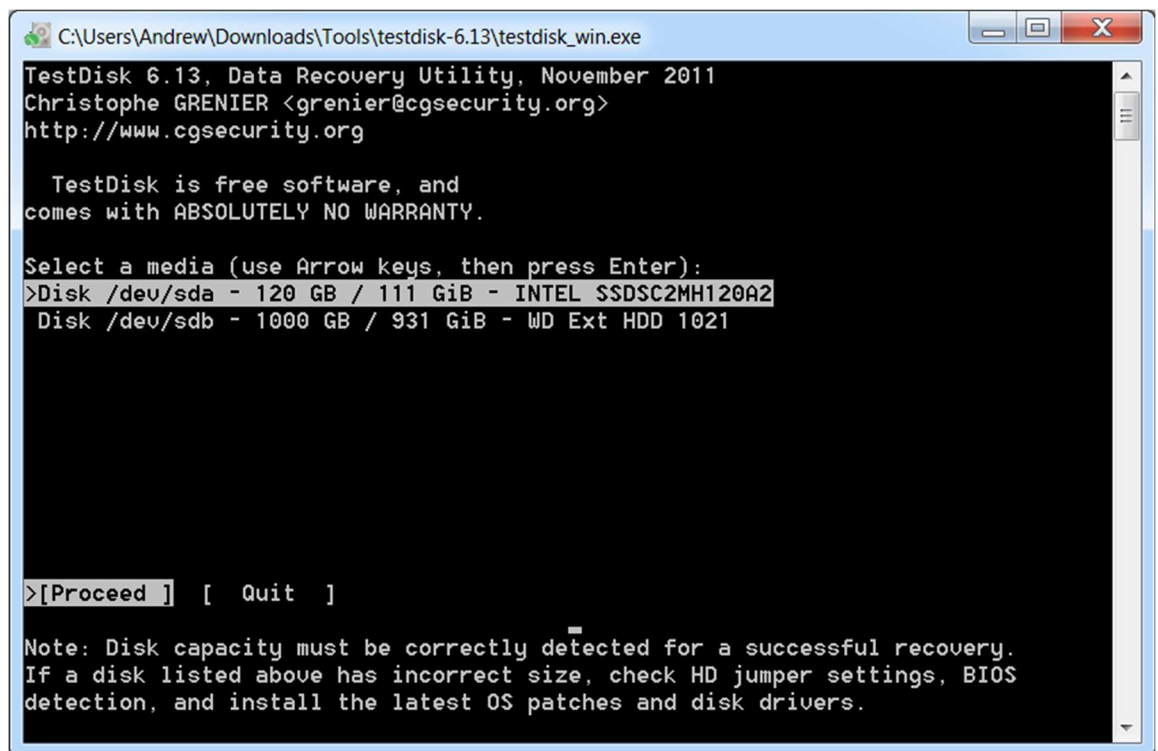 C:\Users\Andrew\Downloads\Tools\testdisk-6.13\testdisk_win.exe
TestDisk 6.13, Data Recovery Utility, November 2011
Christophe GRENIER <grenier@cgsecurity.org>
http://www.cgsecurity.org
TestDisk is free software, and
comes with ABSOLUTELY NO WARRANTY.
Select a media (use Arrow keys, then press Enter):
>Disk /dev/sda - 120 GB / 111 GiB - INTEL SSDSC2MH120A2
Disk /dev/sdb - 1000 GB / 931 GiB - WD Ext HDD 1021
>[Proceed ]  [  Quit  ]
Note: Disk capacity must be correctly detected for a successful recovery.
If a disk listed above has incorrect size, check HD jumper settings, BIOS
detection, and install the latest OS patches and disk drivers.